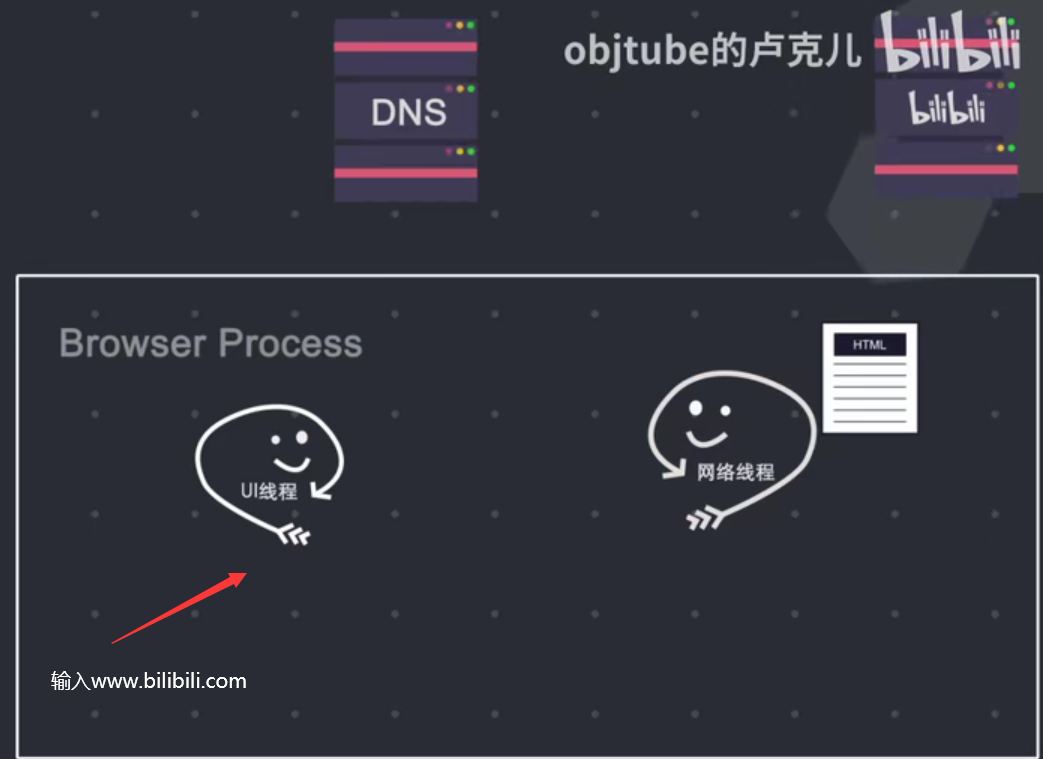 objtube的卢克儿
bilibili
DNS
bilibili
Browser Process
HTML
UI线程
网络线程
输入www.bilibili.com